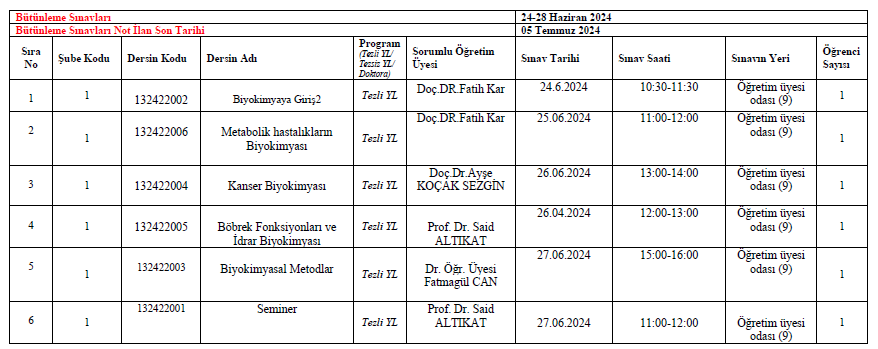 Bütünleme Sınavları 24-28 Haziran 2024
Bütünleme Sınavları Not İlan Son Tarihi 05 Temmuz 2024
Sıra No Şube Kodu Dersin Kodu Dersin Adı Program (Tezli YL/ Tezsis YL/ Doktora) Sorumlu Öğretim Üyesi Sınav Tarihi Sınav Saati Sınavın Yeri Öğrenci Sayısı
1 1 132422002 Biyokimyaya Giriş2 Tezli YL Doç.DR.Fatih Kar 24.6.2024 10:30-11:30 Öğretim üyesi odası (9) 1
2 1 132422006 Metabolik hastalıkların Biyokimyası Tezli YL Doç.DR.Fatih Kar 25.06.2024 11:00-12:00 Öğretim üyesi odası (9) 1
3 1 132422004 Kanser Biyokimyası Tezli YL Doç.Dr.Ayşe KOÇAK SEZGİN 26.06.2024 13:00-14:00 Öğretim üyesi odası (9) 1
4 1 132422005 Böbrek Fonksiyonları ve İdrar Biyokimyası Tezli YL Prof. Dr. Said ALTIKAT 26.04.2024 12:00-13:00 Öğretim üyesi odası (9) 1
5 1 132422003 Biyokimyasal Metodlar Tezli YL Dr. Öğr. Üyesi Fatmagül CAN 27.06.2024 15:00-16:00 Öğretim üyesi odası (9) 1
6 1 132422001 Seminer Tezli YL Prof. Dr. Said ALTIKAT 27.06.2024 11:00-12:00 Öğretim üyesi odası (9) 1